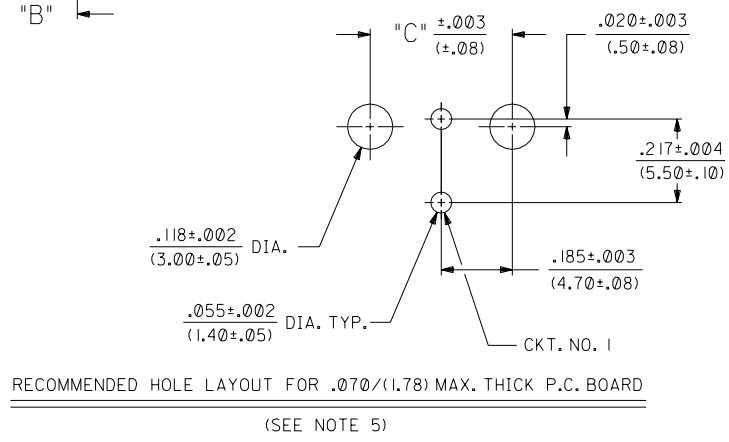 "B"
"C" ±.003
(±.08)
.020±.003
(.50±.08)
.217±.004
(5.50±.10)
.118±.002 DIA.
(3.00±.05)
.185±.003
(4.70±.08)
.055±.002 DIA. TYP.
(1.40±.05)
CKT. NO. 1
RECOMMENDED HOLE LAYOUT FOR .070/(1.78) MAX. THICK P.C. BOARD
(SEE NOTE 5)